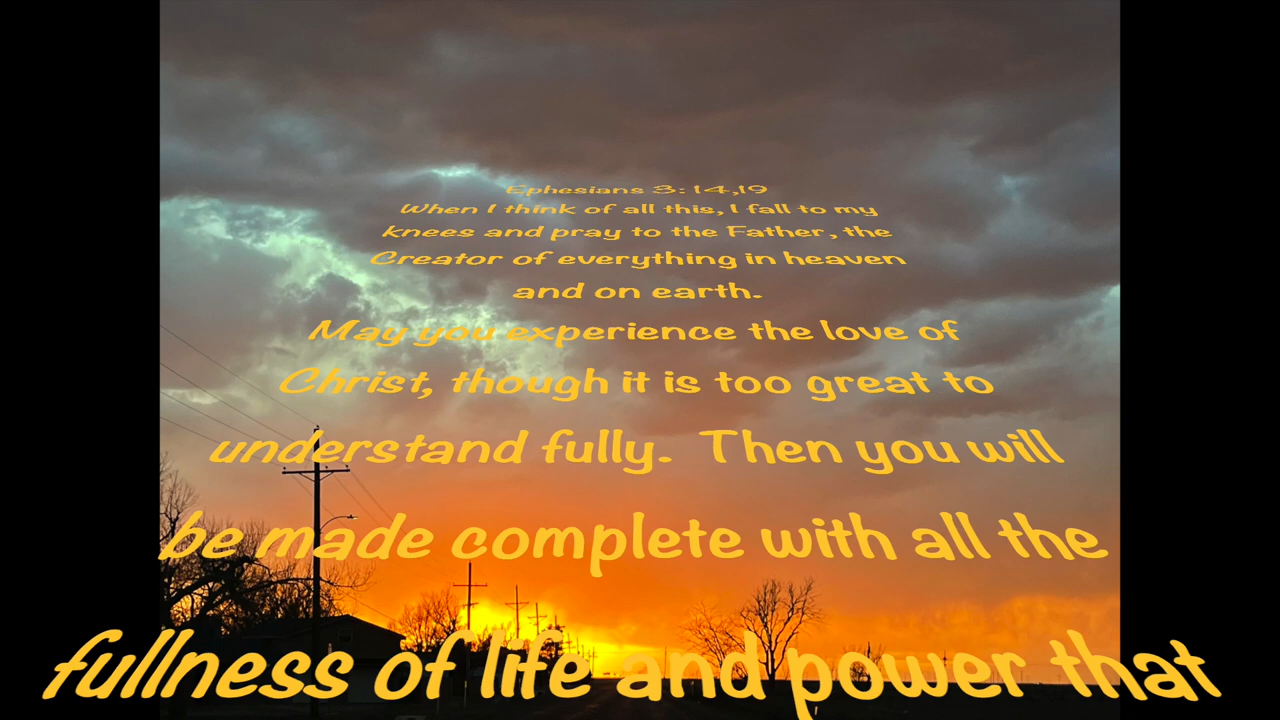 Ephesians 3: 14,19
When I think of all this, I fall to my
knees and pray to the Father, the
Creator of everything in heaven
and on earth.
May you experience the love of
Christ, though it is too great to
understand fully.  Then you will
be made complete with all the
fullness of life and power that